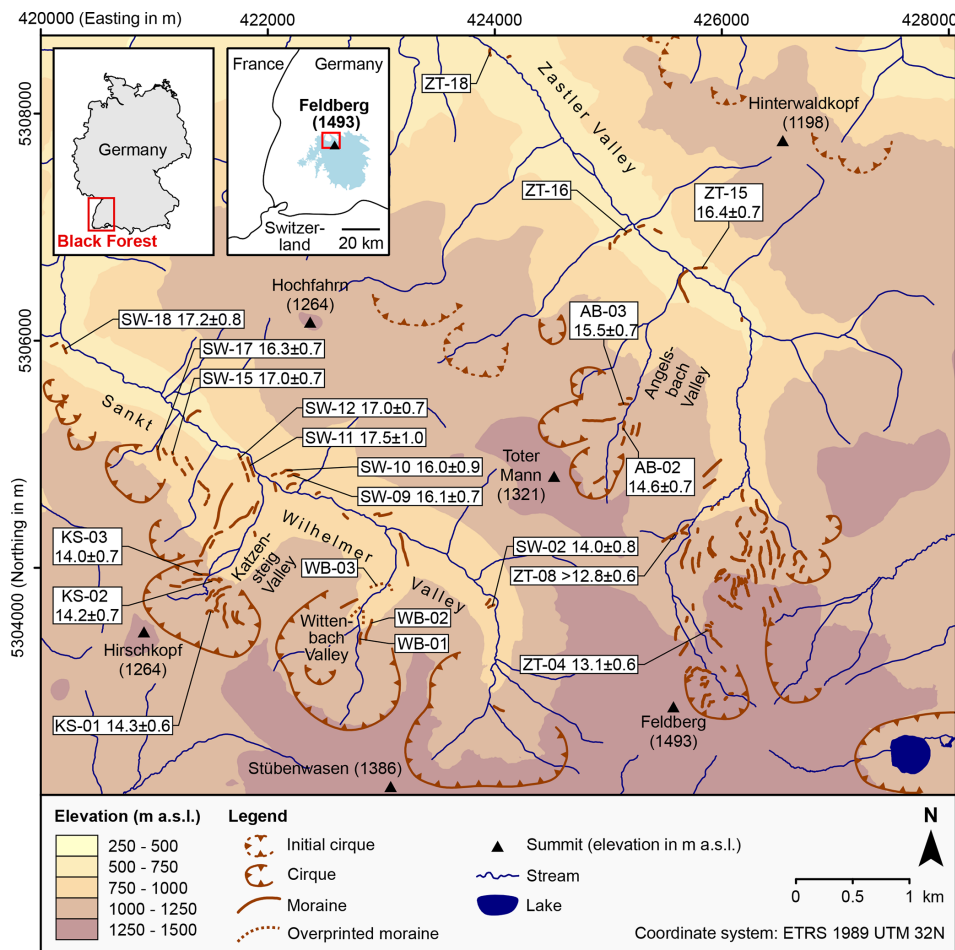 420000 (Easting in m)
422000
424000
426000
428000
5308000
5306000
5304000 (Northing in m)
France
Germany
Feldberg
(1493)
Switzer-
land
20 km
Germany
Black Forest
ZT-18
Zastler Valley
Hinterwaldkopf
(1198)
ZT-16
ZT-15
16.4±0.7
Hochfahrn
(1264)
AB-03
15.5±0.7
SW-18 17.2±0.8
SW-17 16.3±0.7
SW-15 17.0±0.7
Angels-
bach
Valley
Sankt
SW-12 17.0±0.7
SW-11 17.5±1.0
SW-10 16.0±0.9
SW-09 16.1±0.7
Toter
Mann
(1321)
AB-02
14.6±0.7
Wilhelmer
Valley
KS-03
14.0±0.7
Katzen-
steig
Valley
SW-02 14.0±0.8
WB-03
ZT-08 >12.8±0.6
KS-02
14.2±0.7
Witten-
bach
Valley
WB-02
WB-01
Hirschkopf
(1264)
ZT-04 13.1±0.6
KS-01 14.3±0.6
Feldberg
(1493)
Stübenwasen (1386)
Elevation (m a.s.l.)
250 - 500
500 - 750
750 - 1000
1000 - 1250
1250 - 1500
Legend
Initial cirque
Cirque
Moraine
Overprinted moraine
Summit (elevation in m a.s.l.)
Stream
Lake
N
0
0.5
1
km
Coordinate system: ETRS 1989 UTM 32N